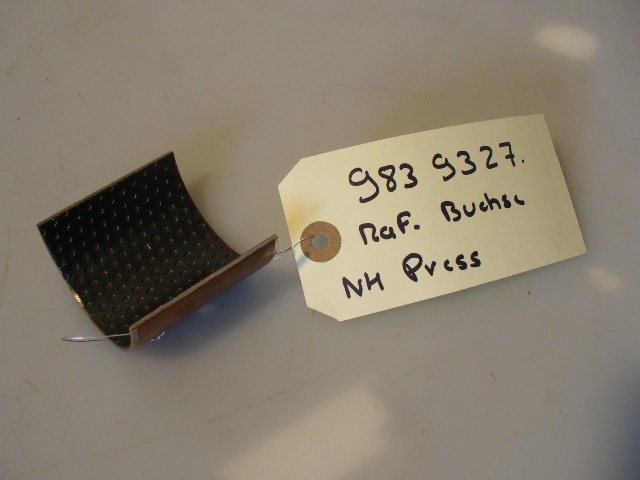 983 9327.
Raf. Buchse
NH Press